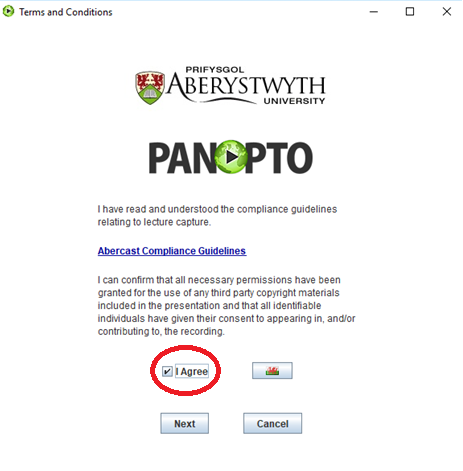 Terms and Conditions
PRIFYSGOL
ABERYSTWYTH
UNIVERSITY
PANOPTO
I have read and understood the compliance guidelines
relating to lecture capture.
Abercast Compliance Guidelines
I can confirm that all necessary permissions have been
granted for the use of any third party copyright materials
included in the presentation and that all identifiable
individuals have given their consent to appearing in, and/or
contributing to, the recording.
I Agree
Next
Cancel